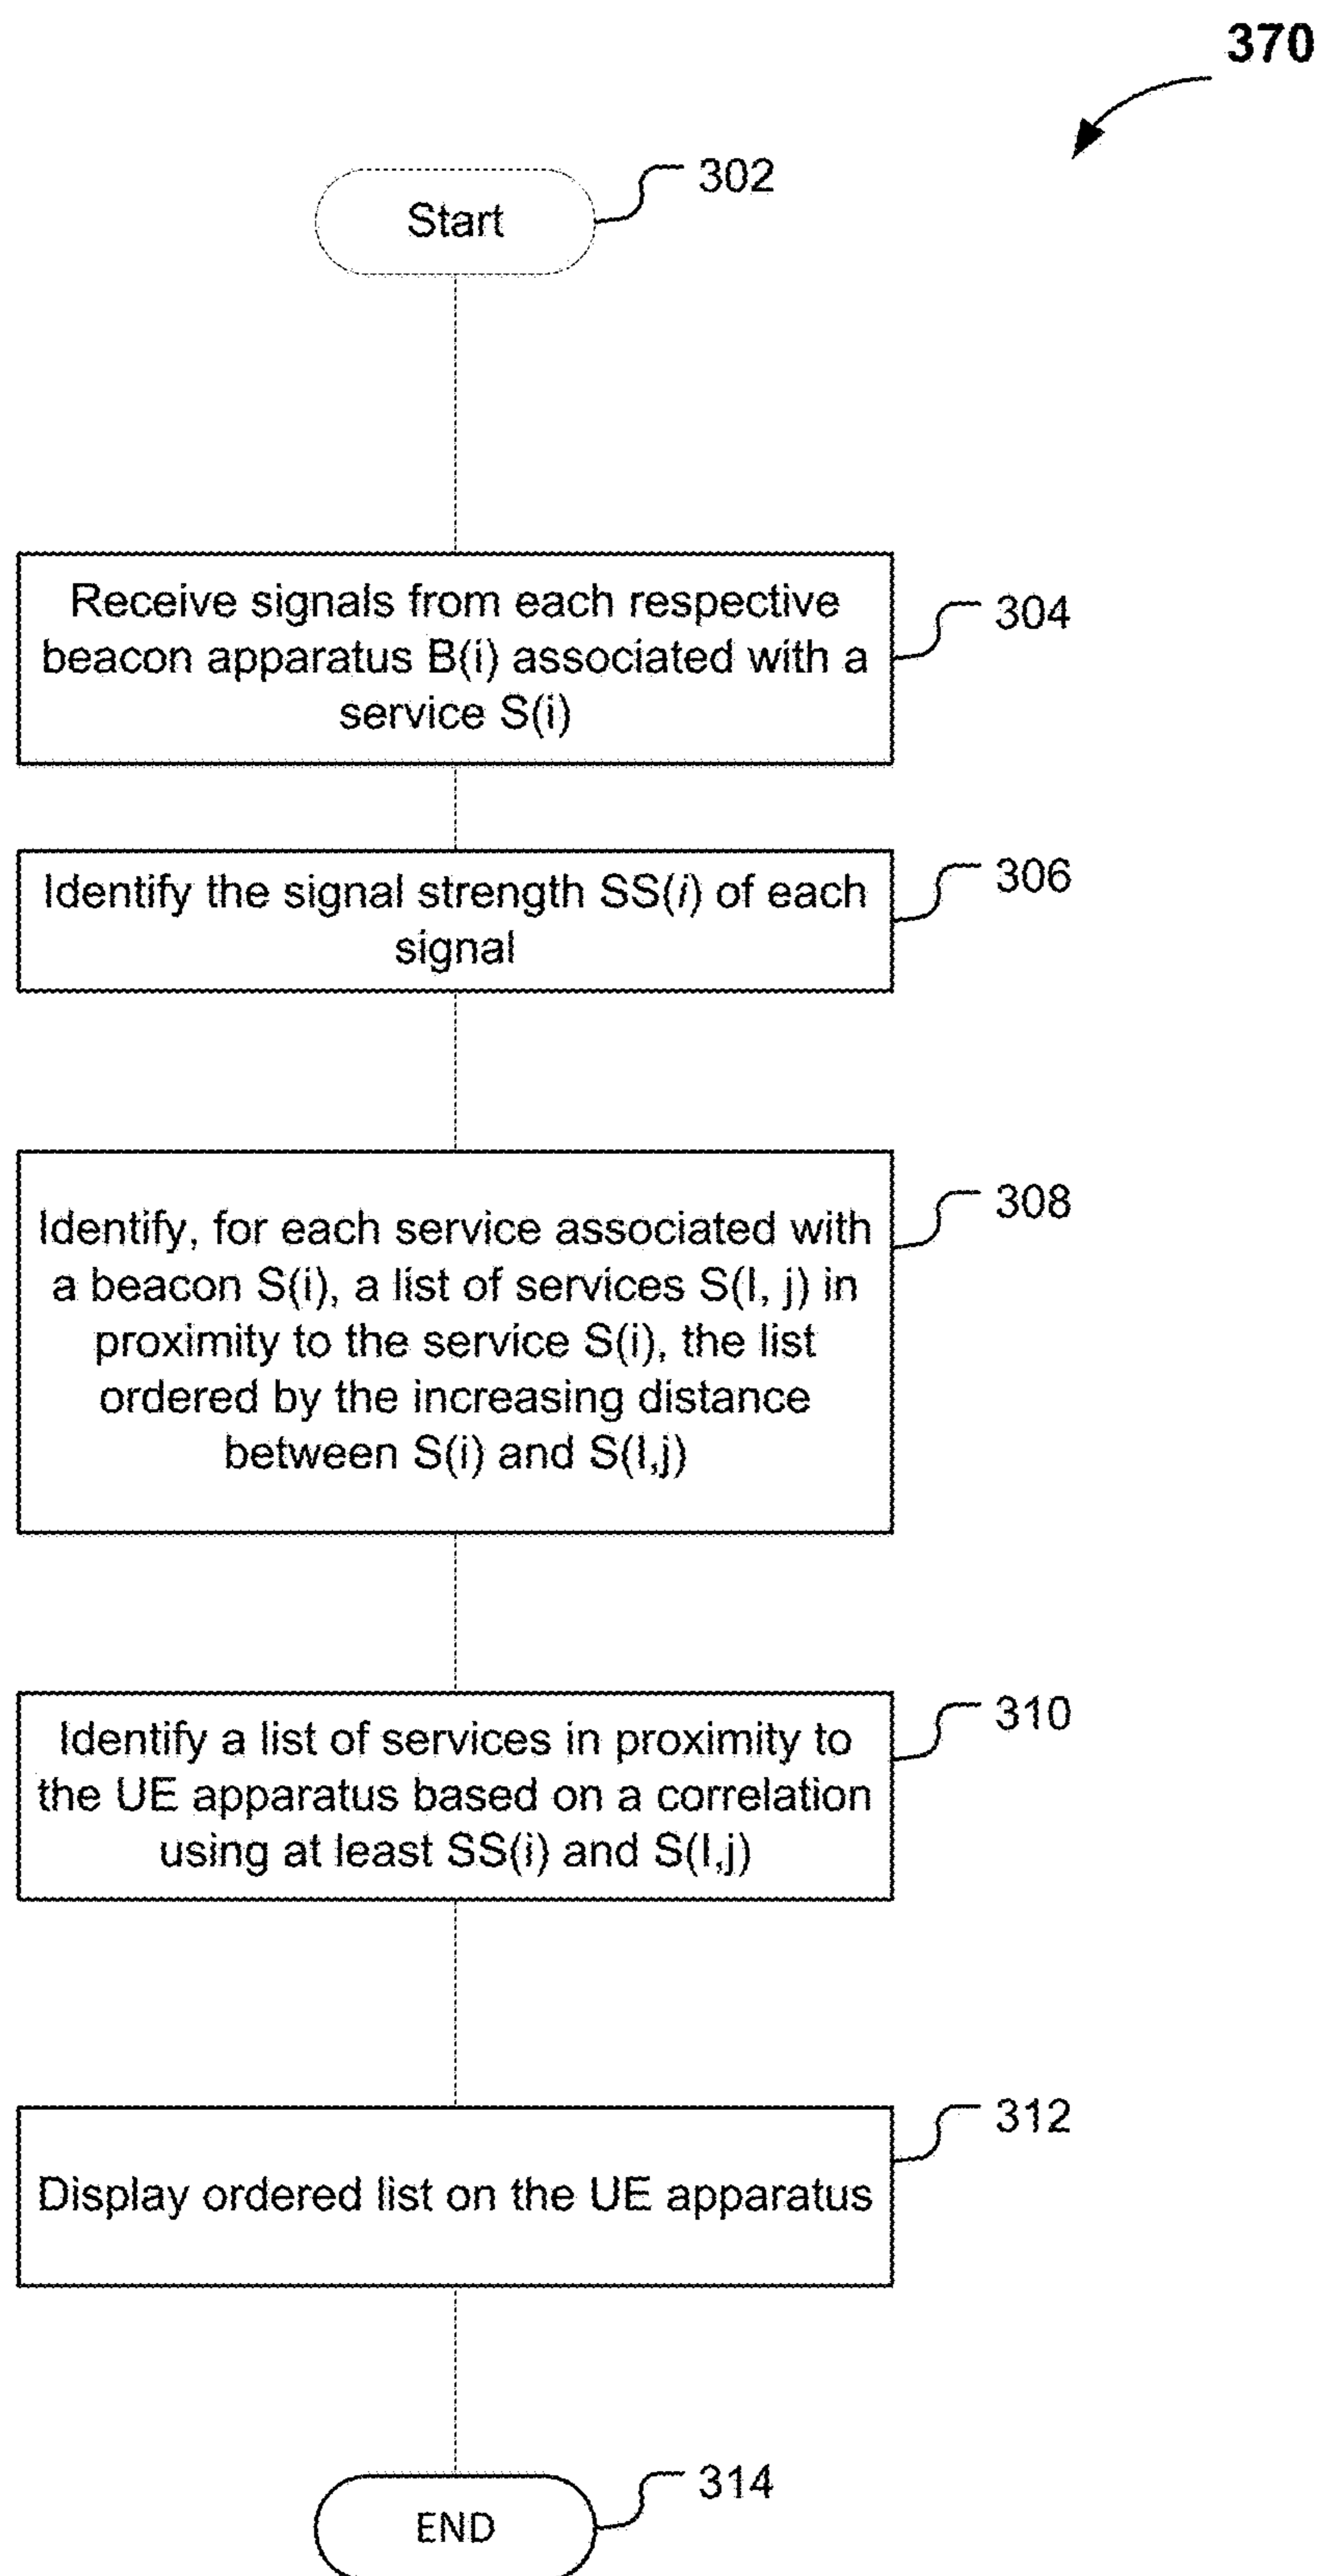 370
Start
302
Receive signals from each respective
beacon apparatus B(i) associated with a
service S(i)
304
Identify the signal strength SS(i) of each
signal
306
Identify, for each service associated with
a beacon S(i), a list of services S(I, j) in
proximity to the service S(i), the list
ordered by the increasing distance
between S(i) and S(I,j)
308
Identify a list of services in proximity to
the UE apparatus based on a correlation
using at least SS(i) and S(I,j)
310
Display ordered list on the UE apparatus
312
END
314